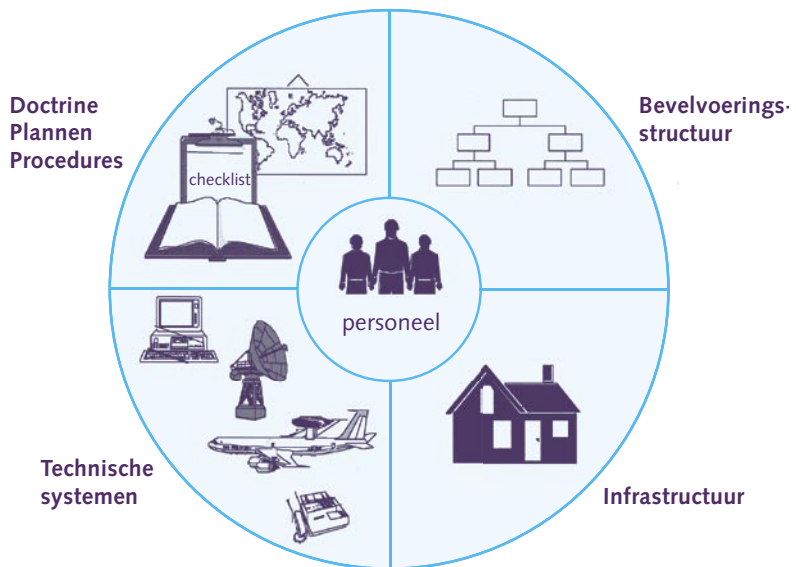 Doctrine
Plannen
Procedures
checklist
Bevelvoerings-
structuur
personeel
Technische
systemen
Infrastructuur